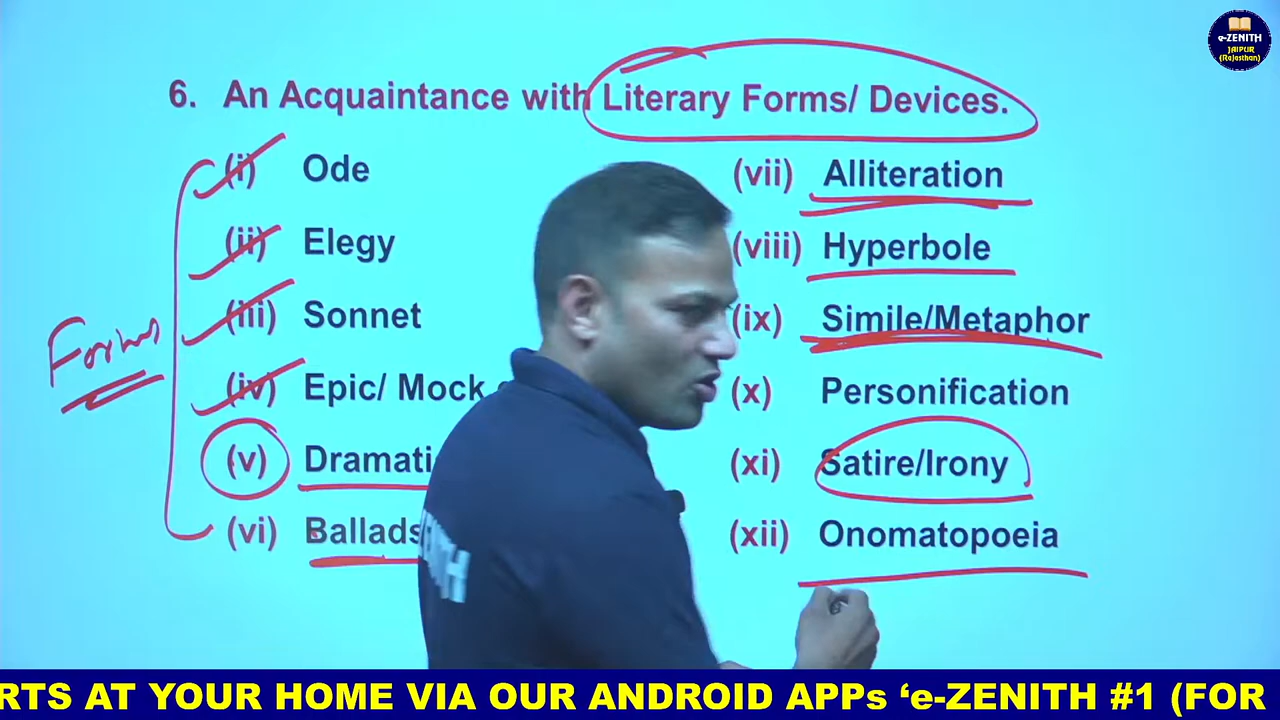 e-ZENITH
JAIPUR
(Rajasthan)
6. An Acquaintance with Literary Forms/ Devices.
(i) Ode
(ii) Elegy
(iii) Sonnet
(iv) Epic/ Mock
(v) Dramati
(vi) Ballads
Forms
(vii) Alliteration
(viii) Hyperbole
(ix) Simile/Metaphor
(x) Personification
(xi) Satire/Irony
(xii) Onomatopoeia
ZENITH
RTS AT YOUR HOME VIA OUR ANDROID APPs ‘e-ZENITH #1 (FOR